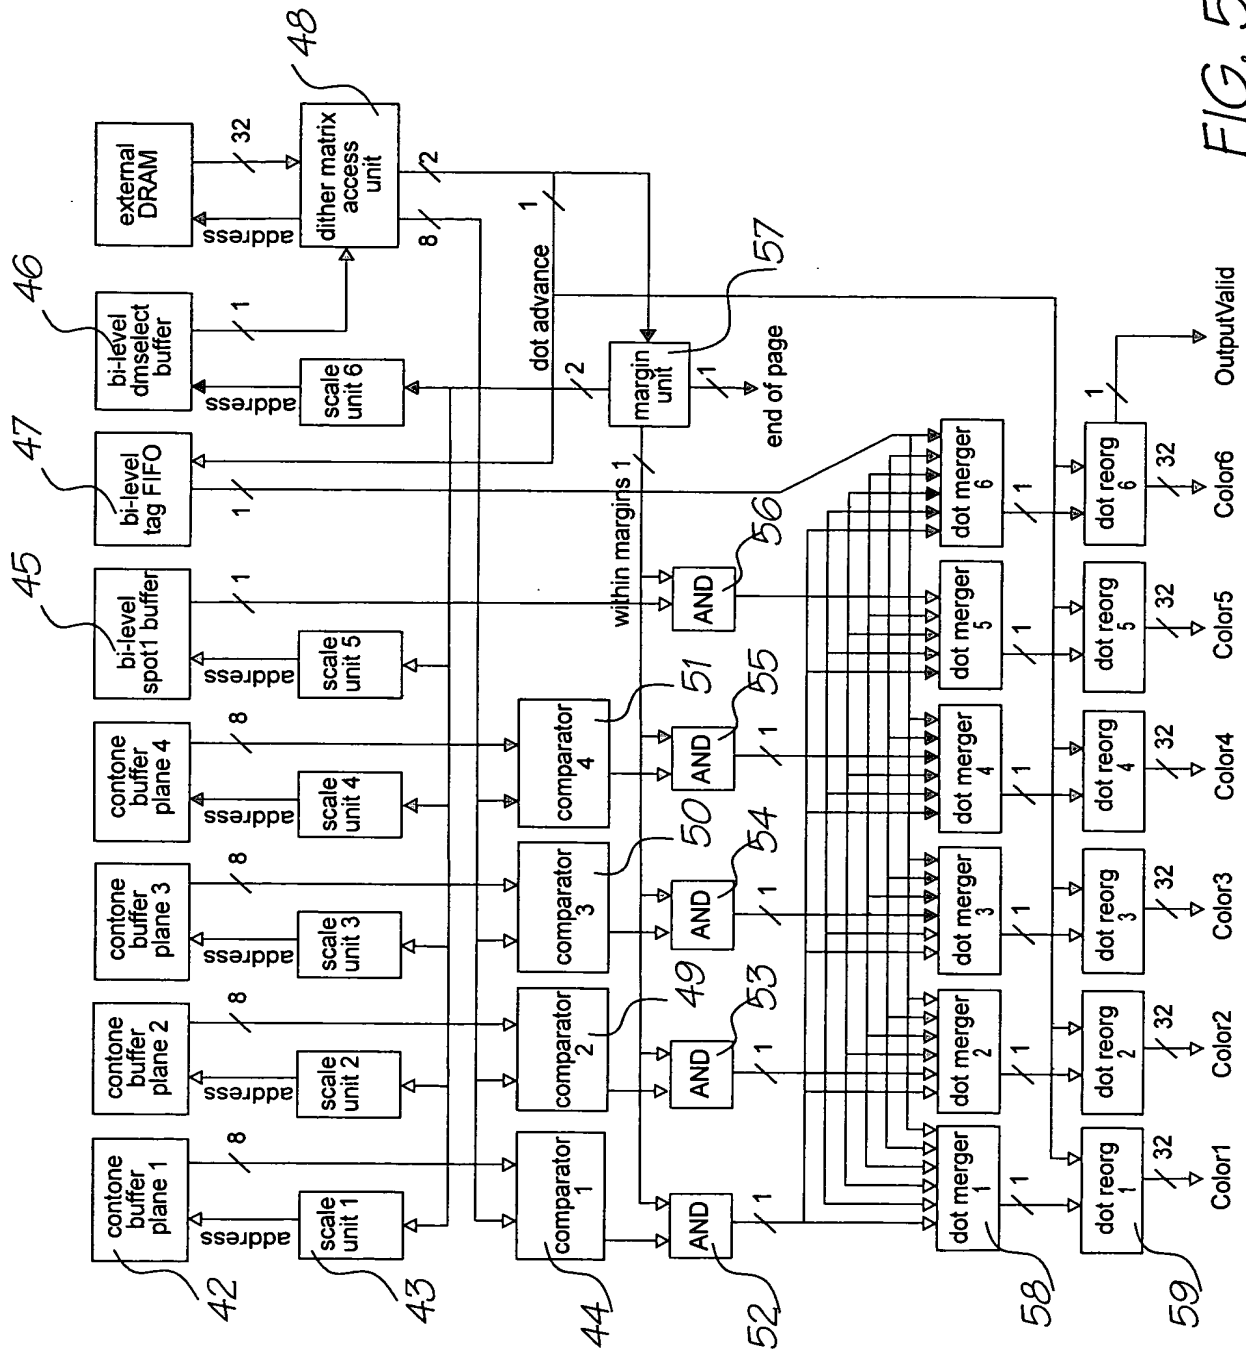 contone
buffer
plane 1
contone
buffer
plane 2
contone
buffer
plane 3
contone
buffer
plane 4
bi-level
spot1 buffer
bi-level
tag FIFO
bi-level
dmselect
buffer
external
DRAM
42
45
47
46
48
8
8
8
8
1
1
1
32
address
address
address
address
address
address
address
scale
unit 1
scale
unit 2
scale
unit 3
scale
unit 4
scale
unit 5
scale
unit 6
dither matrix
access
unit
43
8
2
1
dot advance
2
comparator
1
comparator
2
comparator
3
comparator
4
44
49
50
51
margin
unit
57
1
end of page
within margins 1
AND
AND
AND
AND
AND
52
53
54
55
56
1
1
1
1
dot merger
1
dot merger
2
dot merger
3
dot merger
4
dot merger
5
dot merger
6
58
1
1
1
1
1
1
dot reorg
1
dot reorg
2
dot reorg
3
dot reorg
4
dot reorg
5
dot reorg
6
59
32
32
32
32
32
32
1
Color1
Color2
Color3
Color4
Color5
Color6
OutputValid
FIG. 5